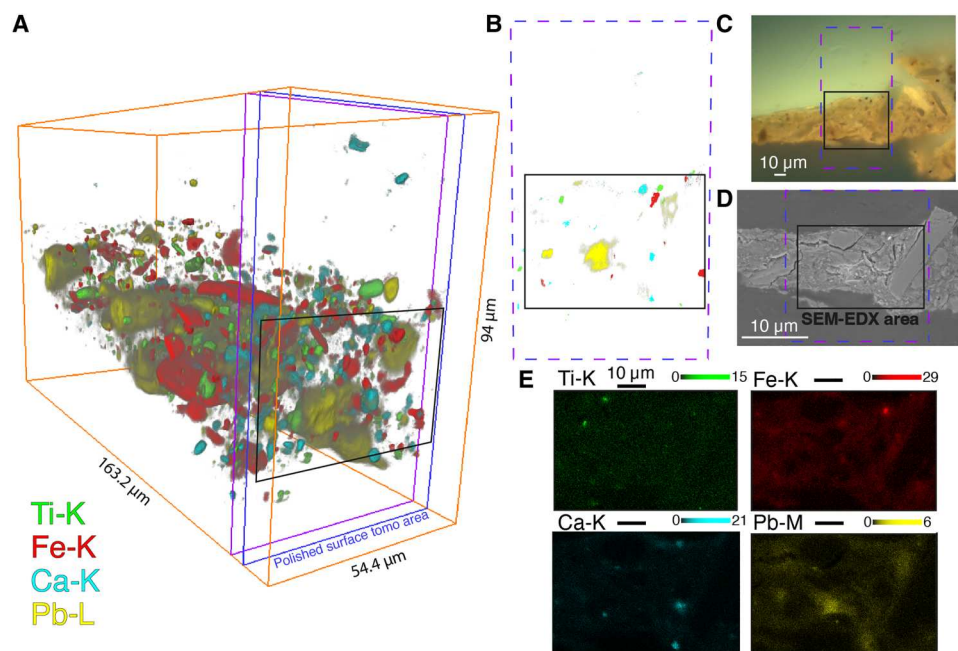 A
B
C
10 µm
D
SEM-EDX area
10 µm
94 µm
163.2 µm
Polished surface tomo area
54.4 µm
Ti-K
Fe-K
Ca-K
Pb-L
E
Ti-K 10 µm 0 15
Fe-K 0 29
Ca-K 0 21
Pb-M 0 6